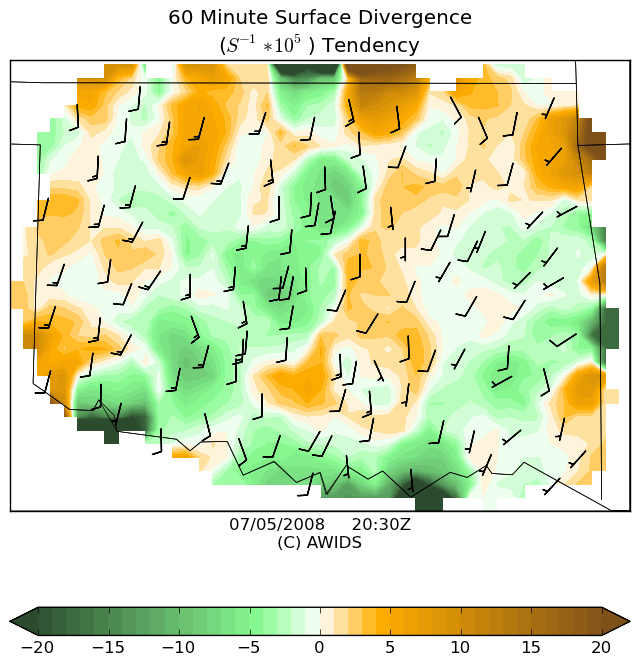 60 Minute Surface Divergence
(S⁻¹ *10⁵ ) Tendency
07/05/2008 20:30Z
(C) AWIDS
−20 −15 −10 −5 0 5 10 15 20